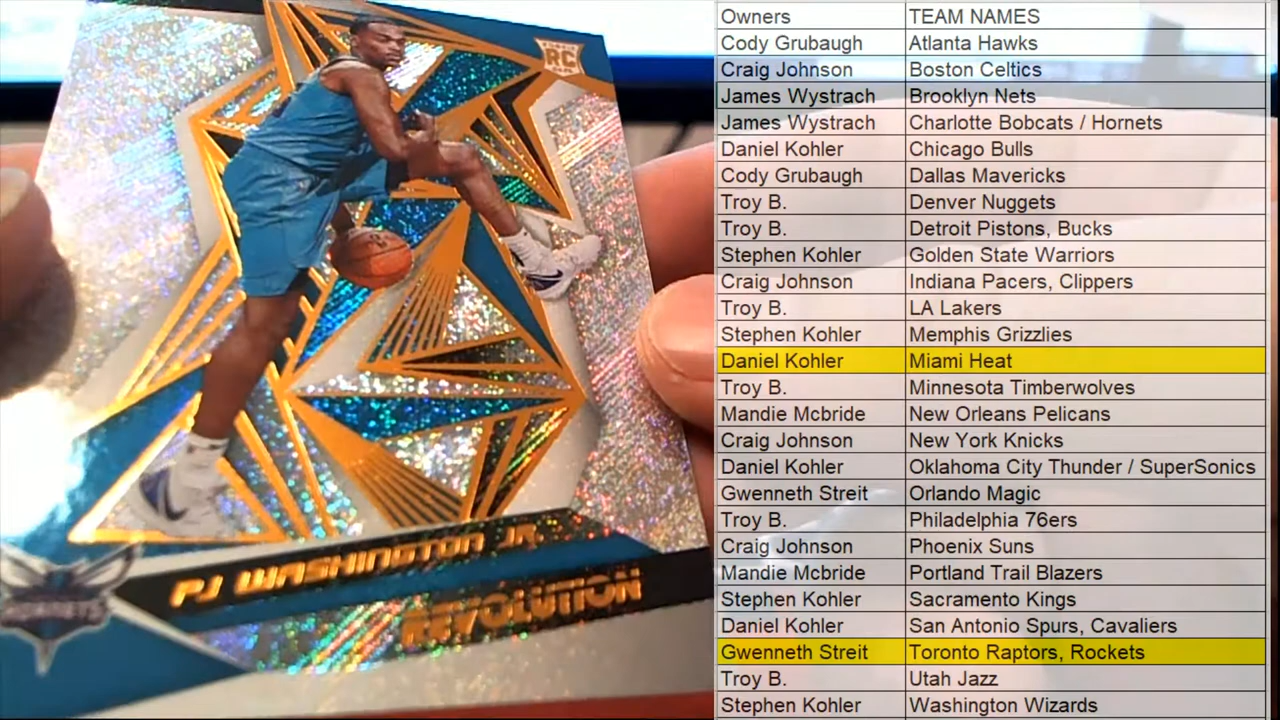 RC
PJ WASHINGTON JR.
REVOLUTION
HORNETS
Owners TEAM NAMES
Cody Grubaugh Atlanta Hawks
Craig Johnson Boston Celtics
James Wystrach Brooklyn Nets
James Wystrach Charlotte Bobcats / Hornets
Daniel Kohler Chicago Bulls
Cody Grubaugh Dallas Mavericks
Troy B. Denver Nuggets
Troy B. Detroit Pistons, Bucks
Stephen Kohler Golden State Warriors
Craig Johnson Indiana Pacers, Clippers
Troy B. LA Lakers
Stephen Kohler Memphis Grizzlies
Daniel Kohler Miami Heat
Troy B. Minnesota Timberwolves
Mandie Mcbride New Orleans Pelicans
Craig Johnson New York Knicks
Daniel Kohler Oklahoma City Thunder / SuperSonics
Gwenneth Streit Orlando Magic
Troy B. Philadelphia 76ers
Craig Johnson Phoenix Suns
Mandie Mcbride Portland Trail Blazers
Stephen Kohler Sacramento Kings
Daniel Kohler San Antonio Spurs, Cavaliers
Gwenneth Streit Toronto Raptors, Rockets
Troy B. Utah Jazz
Stephen Kohler Washington Wizards